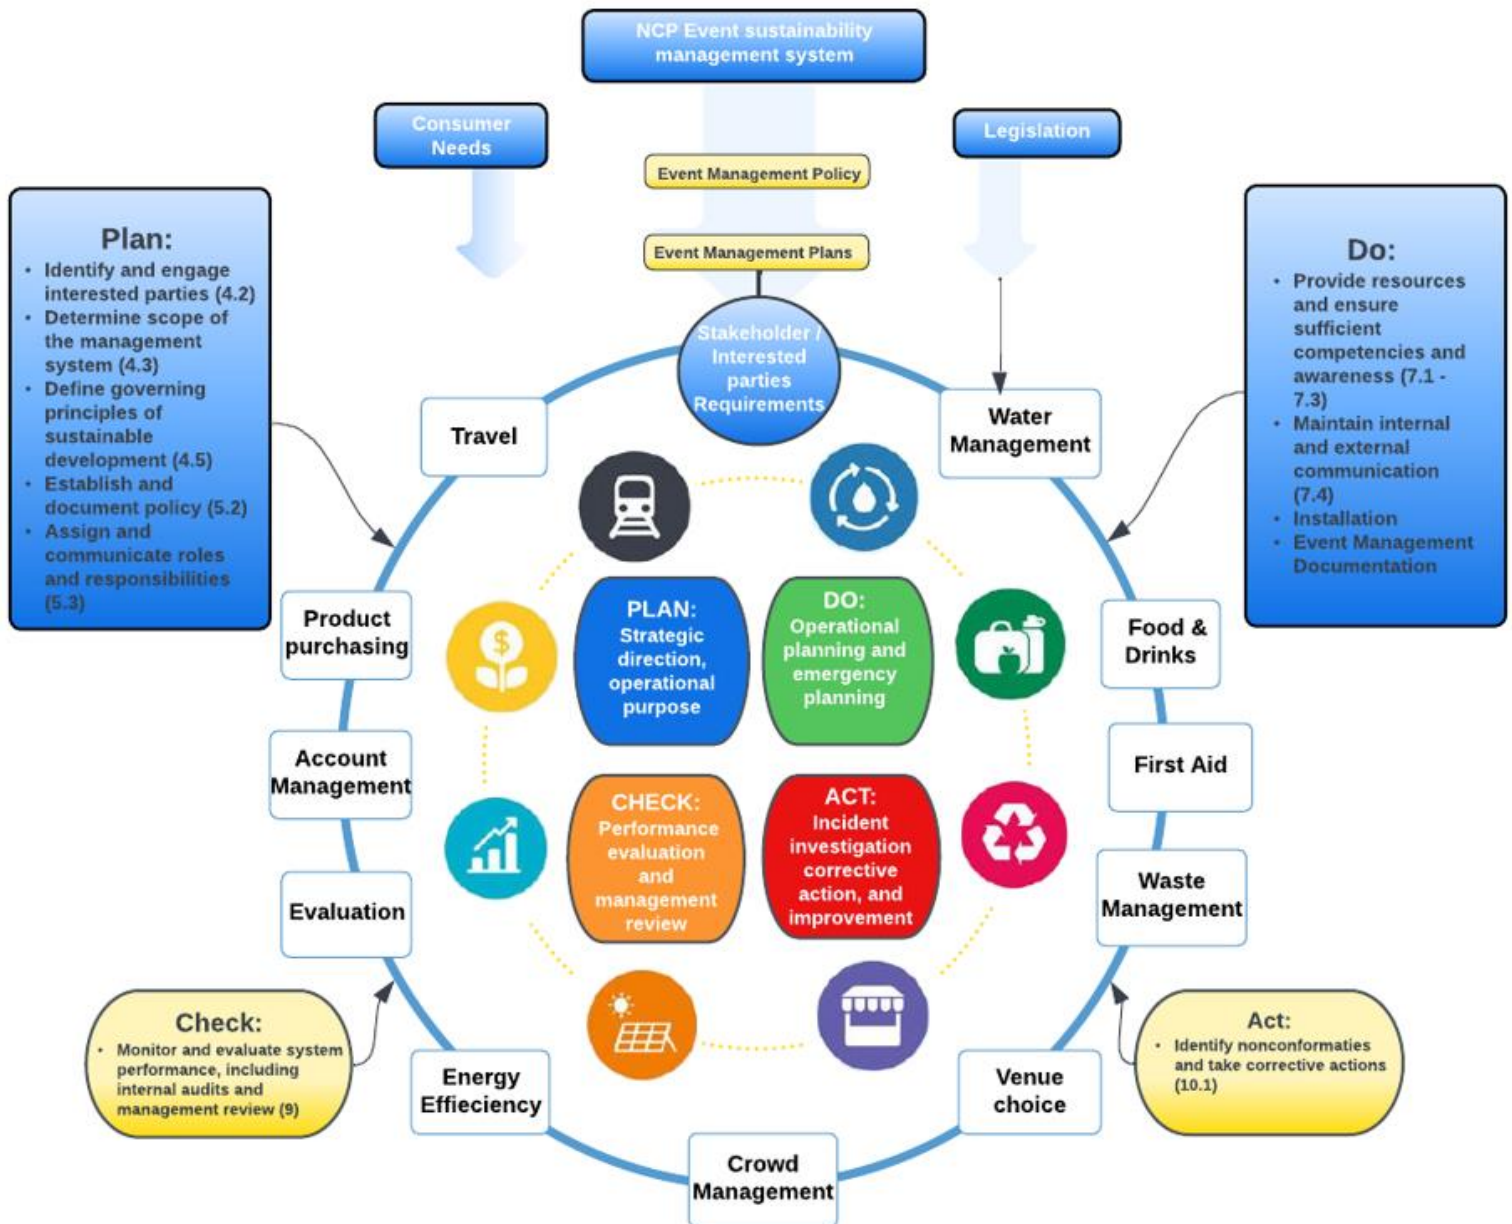 NCP Event sustainability
management system
Consumer
Needs
Legislation
Event Management Policy
Event Management Plans
Stakeholder /
Interested
parties
Requirements
Plan:
• Identify and engage
interested parties (4.2)
• Determine scope of
the management
system (4.3)
• Define governing
principles of
sustainable
development (4.5)
• Establish and
document policy (5.2)
• Assign and
communicate roles
and responsibilities
(5.3)
Do:
• Provide resources
and ensure
sufficient
competencies and
awareness (7.1 -
7.3)
• Maintain internal
and external
communication
(7.4)
• Installation
• Event Management
Documentation
Travel
Water
Management
Product
purchasing
Food &
Drinks
Account
Management
First Aid
Evaluation
Waste
Management
Energy
Effieciency
Venue
choice
Crowd
Management
$
PLAN:
Strategic
direction,
operational
purpose
DO:
Operational
planning and
emergency
planning
CHECK:
Performance
evaluation
and
management
review
ACT:
Incident
investigation
corrective
action, and
improvement
Check:
• Monitor and evaluate system
performance, including
internal audits and
management review (9)
Act:
• Identify nonconformaties
and take corrective actions
(10.1)